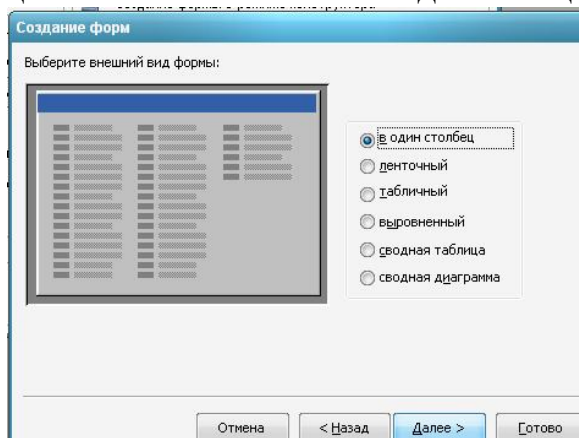 Создание форм
Выберите внешний вид формы:
в один столбец
ленточный
табличный
выровненный
сводная таблица
сводная диаграмма
Отмена
< Назад
Далее >
Готово